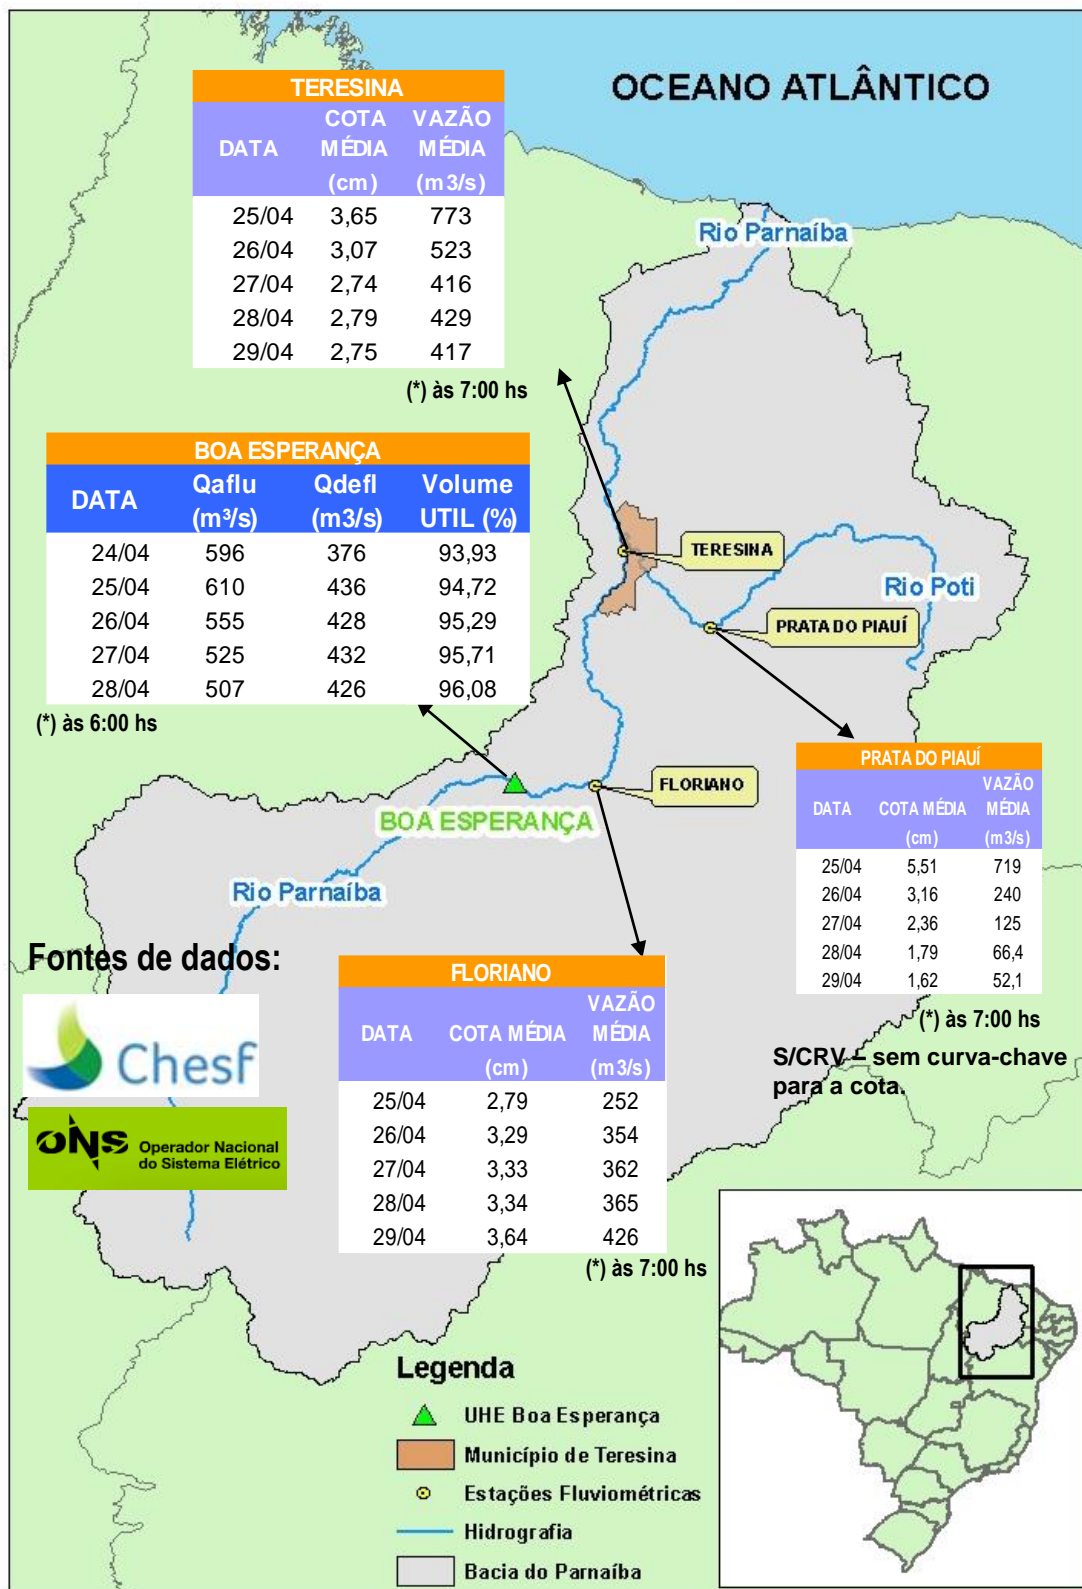 OCEANO ATLÂNTICO
TERESINA
DATA COTA MÉDIA (cm) VAZÃO MÉDIA (m3/s)
25/04 3,65 773
26/04 3,07 523
27/04 2,74 416
28/04 2,79 429
29/04 2,75 417
(*) às 7:00 hs
Rio Parnaíba
BOA ESPERANÇA
DATA Qaflu (m³/s) Qdefl (m3/s) Volume UTIL (%)
24/04 596 376 93,93
25/04 610 436 94,72
26/04 555 428 95,29
27/04 525 432 95,71
28/04 507 426 96,08
(*) às 6:00 hs
TERESINA
Rio Poti
PRATA DO PIAUÍ
FLORIANO
BOA ESPERANÇA
Rio Parnaíba
PRATA DO PIAUÍ
DATA COTA MÉDIA (cm) VAZÃO MÉDIA (m3/s)
25/04 5,51 719
26/04 3,16 240
27/04 2,36 125
28/04 1,79 66,4
29/04 1,62 52,1
(*) às 7:00 hs
S/CRV – sem curva-chave
para a cota.
Fontes de dados:
Chesf
ONS Operador Nacional
do Sistema Elétrico
FLORIANO
DATA COTA MÉDIA (cm) VAZÃO MÉDIA (m3/s)
25/04 2,79 252
26/04 3,29 354
27/04 3,33 362
28/04 3,34 365
29/04 3,64 426
(*) às 7:00 hs
Legenda
UHE Boa Esperança
Município de Teresina
Estações Fluviométricas
Hidrografia
Bacia do Parnaíba